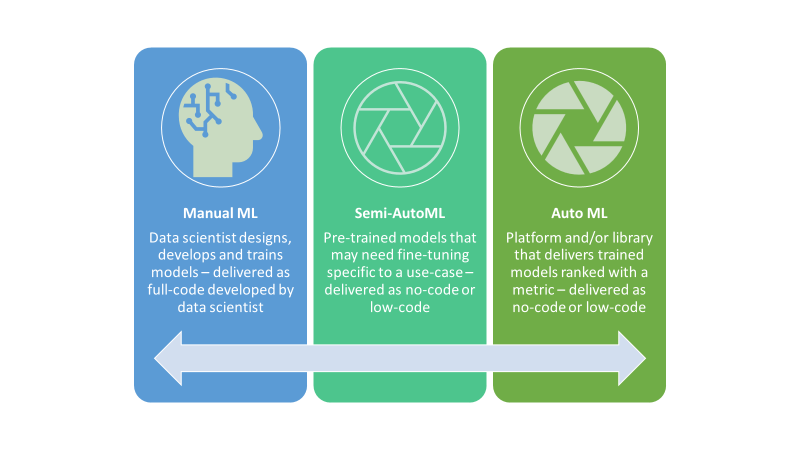 Manual ML
Data scientist designs,
develops and trains
models – delivered as
full-code developed by
data scientist
Semi-AutoML
Pre-trained models that
may need fine-tuning
specific to a use-case –
delivered as no-code or
low-code
Auto ML
Platform and/or library
that delivers trained
models ranked with a
metric – delivered as
no-code or low-code